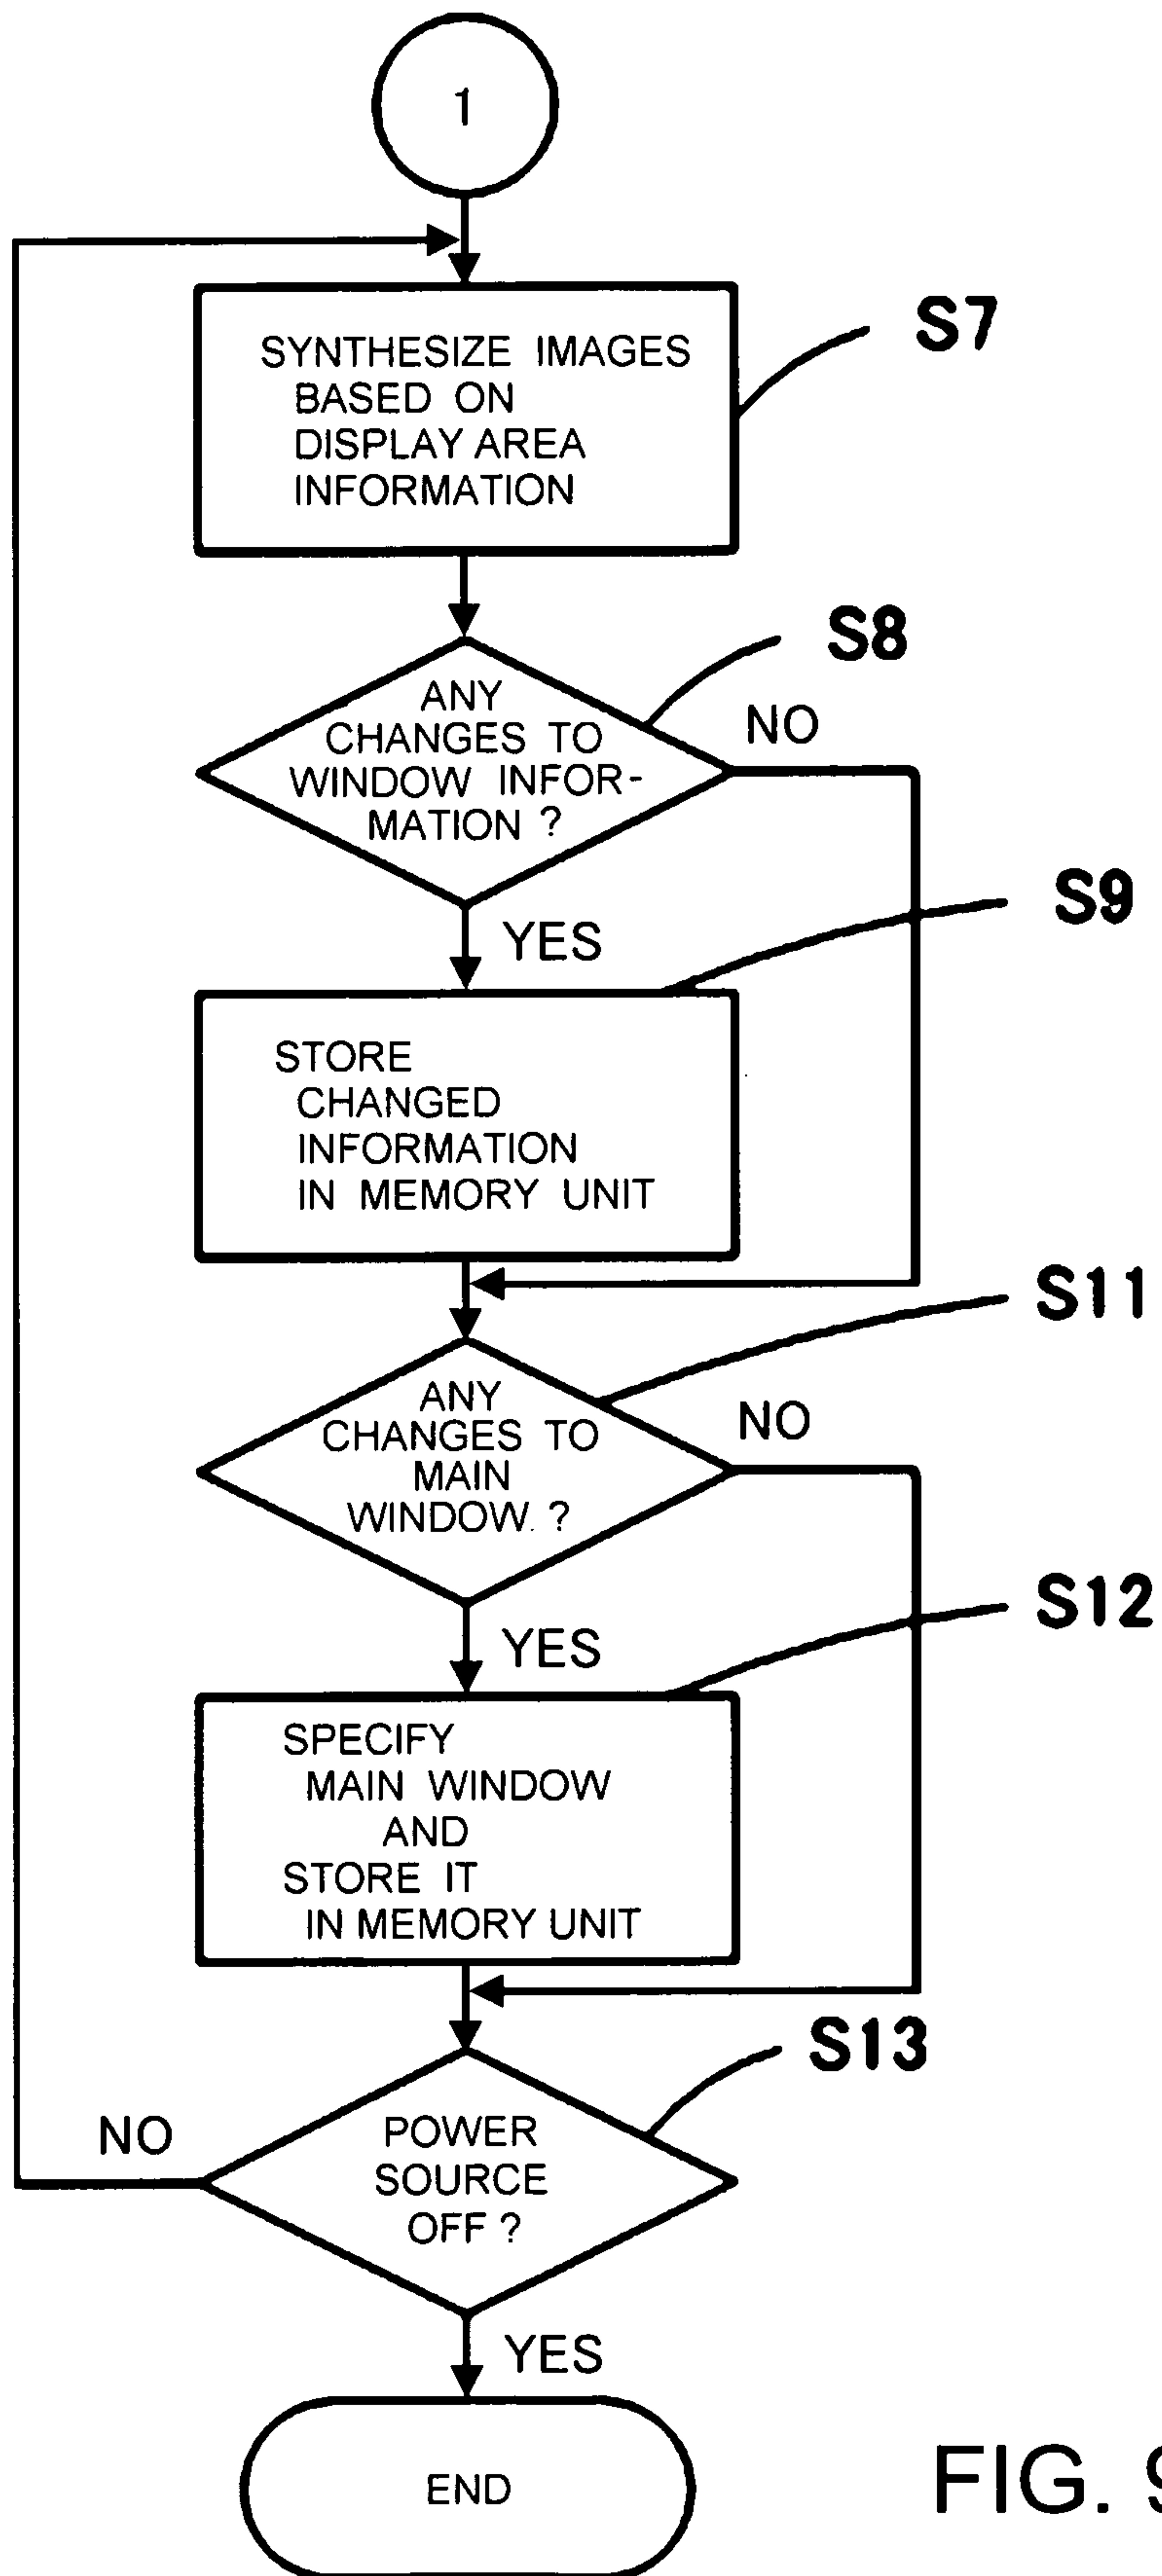 1
SYNTHESIZE IMAGES
BASED ON
DISPLAY AREA
INFORMATION
S7
ANY
CHANGES TO
WINDOW INFOR-
MATION ?
S8
NO
YES
S9
STORE
CHANGED
INFORMATION
IN MEMORY UNIT
S11
ANY
CHANGES TO
MAIN
WINDOW. ?
NO
YES
S12
SPECIFY
MAIN WINDOW
AND
STORE IT
IN MEMORY UNIT
S13
NO
POWER
SOURCE
OFF ?
YES
END
FIG. 9